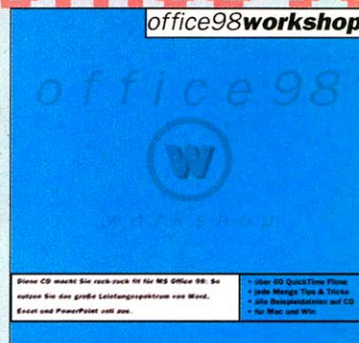 office98workshop
office 98
W
workshop
Diese CD macht Sie ruck-zuck fit für MS Office 98: So
nutzen Sie das große Leistungsspektrum von Word,
Excel und PowerPoint voll aus.
• über 60 QuickTime Filme
• jede Menge Tips & Tricks
• alle Beispieldateien auf CD
• für Mac und Win